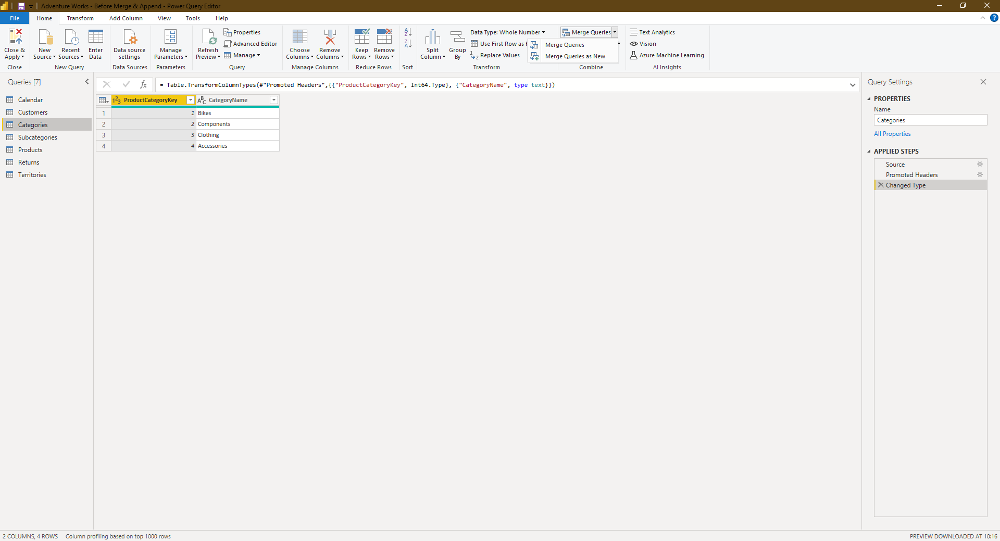 Adventure Works - Before Merge & Append - Power Query Editor
File Home Transform Add Column View Tools Help
Close & Apply
Close
New Source
Recent Sources
Enter Data
New Query
Data source settings
Data Sources
Manage Parameters
Parameters
Refresh Preview
Properties
Advanced Editor
Manage
Query
Choose Columns
Remove Columns
Manage Columns
Keep Rows
Remove Rows
Reduce Rows
Sort
Split Column
Group By
Data Type: Whole Number
Use First Row as
Replace Values
Transform
Merge Queries
Merge Queries
Merge Queries as New
Combine
Text Analytics
Vision
Azure Machine Learning
AI Insights
Queries [7]
Calendar
Customers
Categories
Subcategories
Products
Returns
Territories
fx
= Table.TransformColumnTypes(#"Promoted Headers",{{"ProductCategoryKey", Int64.Type}, {"CategoryName", type text}})
ProductCategoryKey CategoryName
1 1 Bikes
2 2 Components
3 3 Clothing
4 4 Accessories
Query Settings
PROPERTIES
Name
Categories
All Properties
APPLIED STEPS
Source
Promoted Headers
Changed Type
2 COLUMNS, 4 ROWS Column profiling based on top 1000 rows
PREVIEW DOWNLOADED AT 10:16